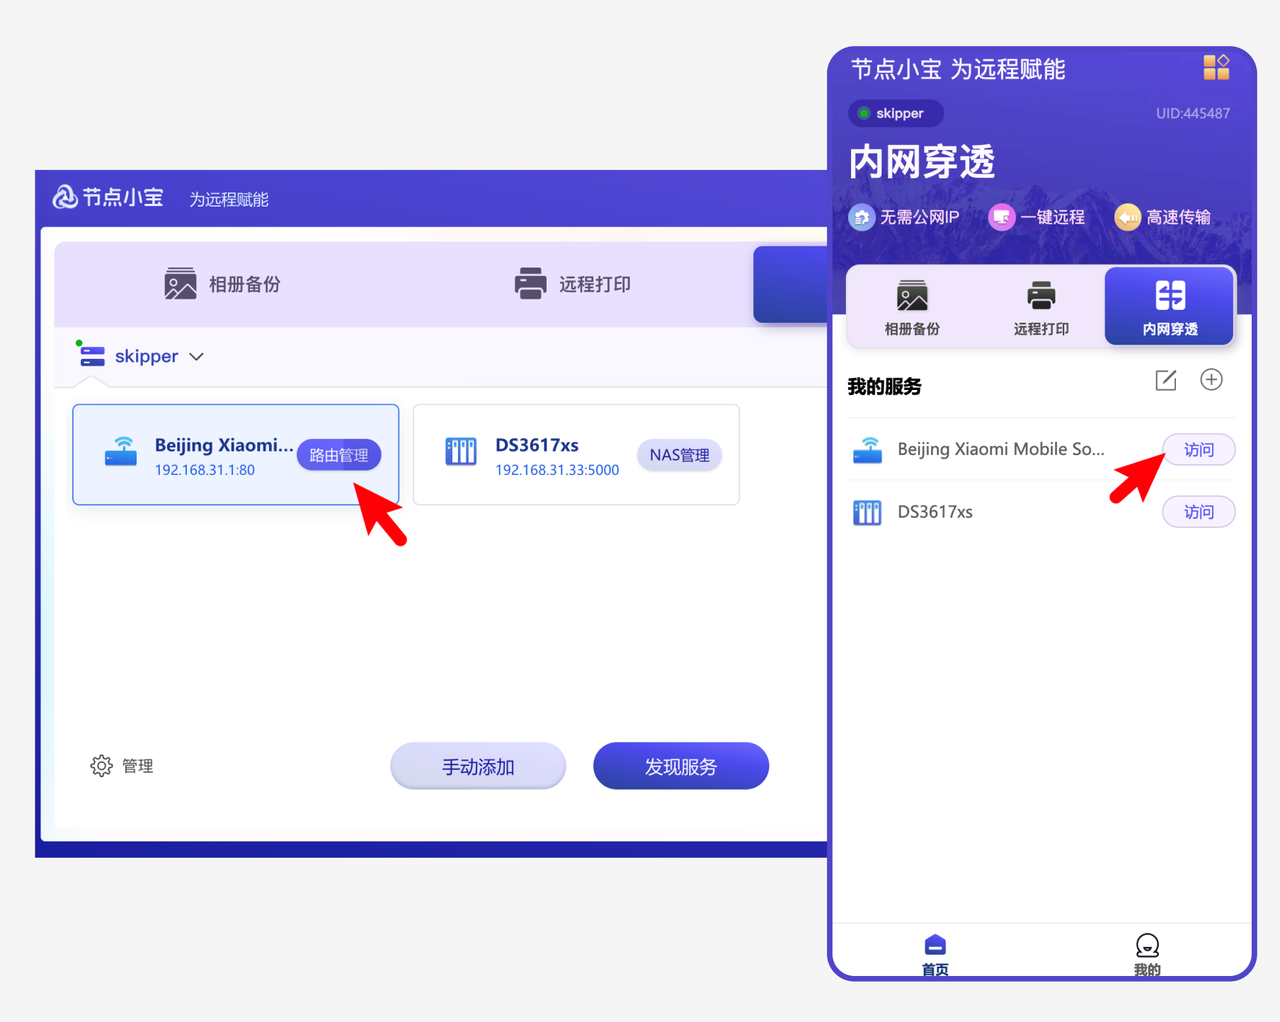 节点小宝 为远程赋能
相册备份
远程打印
skipper
Beijing Xiaomi...
192.168.31.1:80
路由管理
DS3617xs
192.168.31.33:5000
NAS管理
管理
手动添加
发现服务
节点小宝 为远程赋能
skipper
UID:445487
内网穿透
无需公网IP
一键远程
高速传输
相册备份
远程打印
内网穿透
我的服务
Beijing Xiaomi Mobile So...
访问
DS3617xs
访问
首页
我的